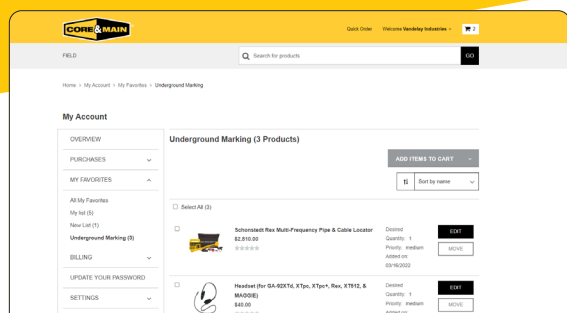 CORE & MAIN
Quick Order Welcome Vandelay Industries 2
FIELD Search for products GO
Home > My Account > My Favorites > Underground Marking
My Account
OVERVIEW
PURCHASES
MY FAVORITES
All My Favorites
My list (5)
New List (1)
Underground Marking (3)
BILLING
UPDATE YOUR PASSWORD
SETTINGS
Underground Marking (3 Products)
ADD ITEMS TO CART
Sort by name
Select All (3)
Schonstedt Rex Multi-Frequency Pipe & Cable Locator
$2,510.00
Desired
Quantity: 1
Priority: medium
Added on:
03/16/2022
EDIT
MOVE
Headset (for GA-92XTd, XTpc, XTpc+, Rex, XT512, &
MAGGIE)
$40.00
Desired
Quantity: 1
Priority: medium
Added on:
EDIT
MOVE